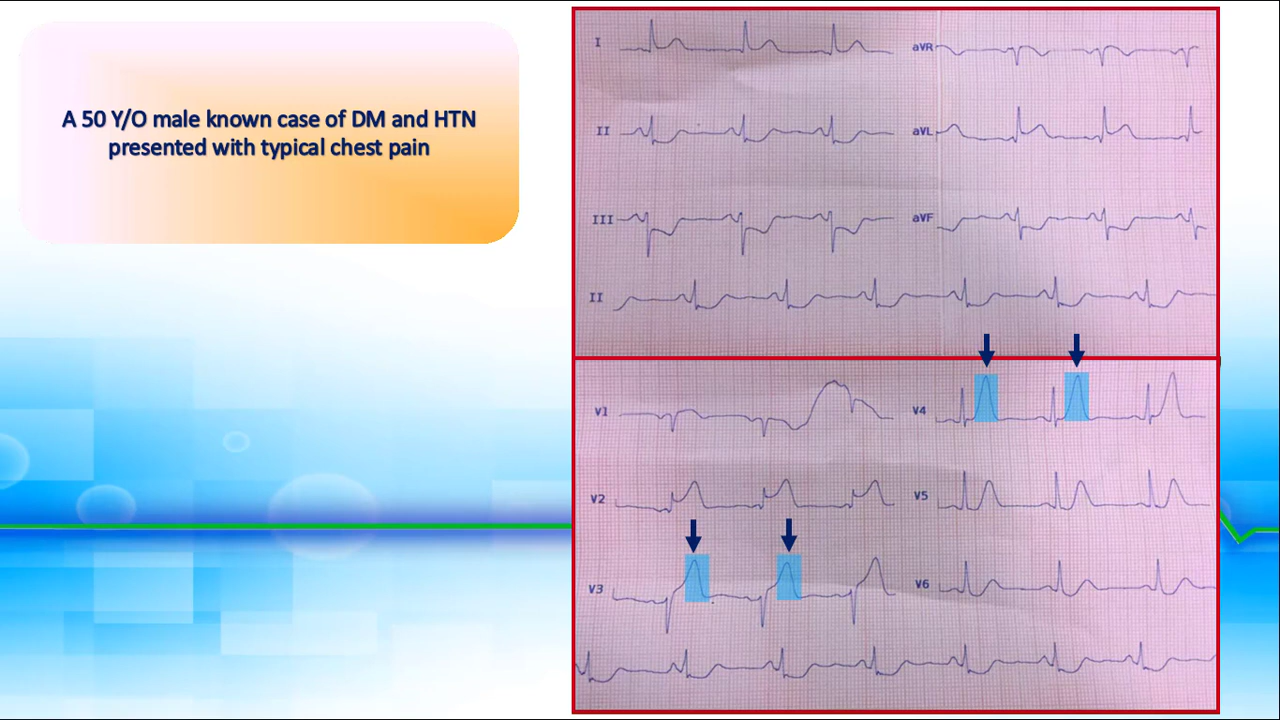 A 50 Y/O male known case of DM and HTN
presented with typical chest pain
I
aVR
II
aVL
III
aVF
II
V1
V4
V2
V5
V3
V6